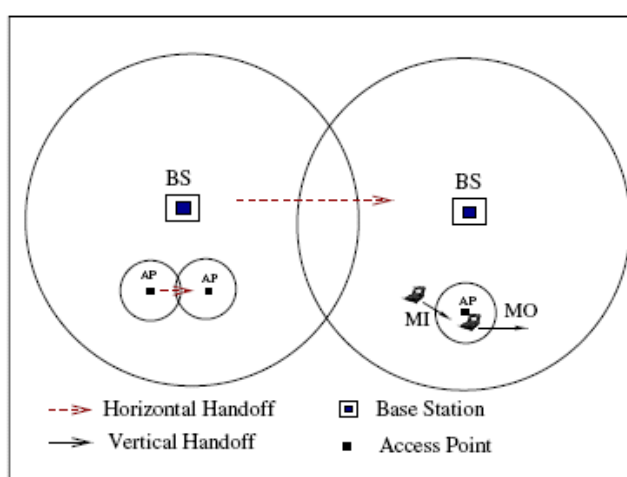 BS
BS
AP
AP
AP
MI
MO
Horizontal Handoff
Base Station
Vertical Handoff
Access Point